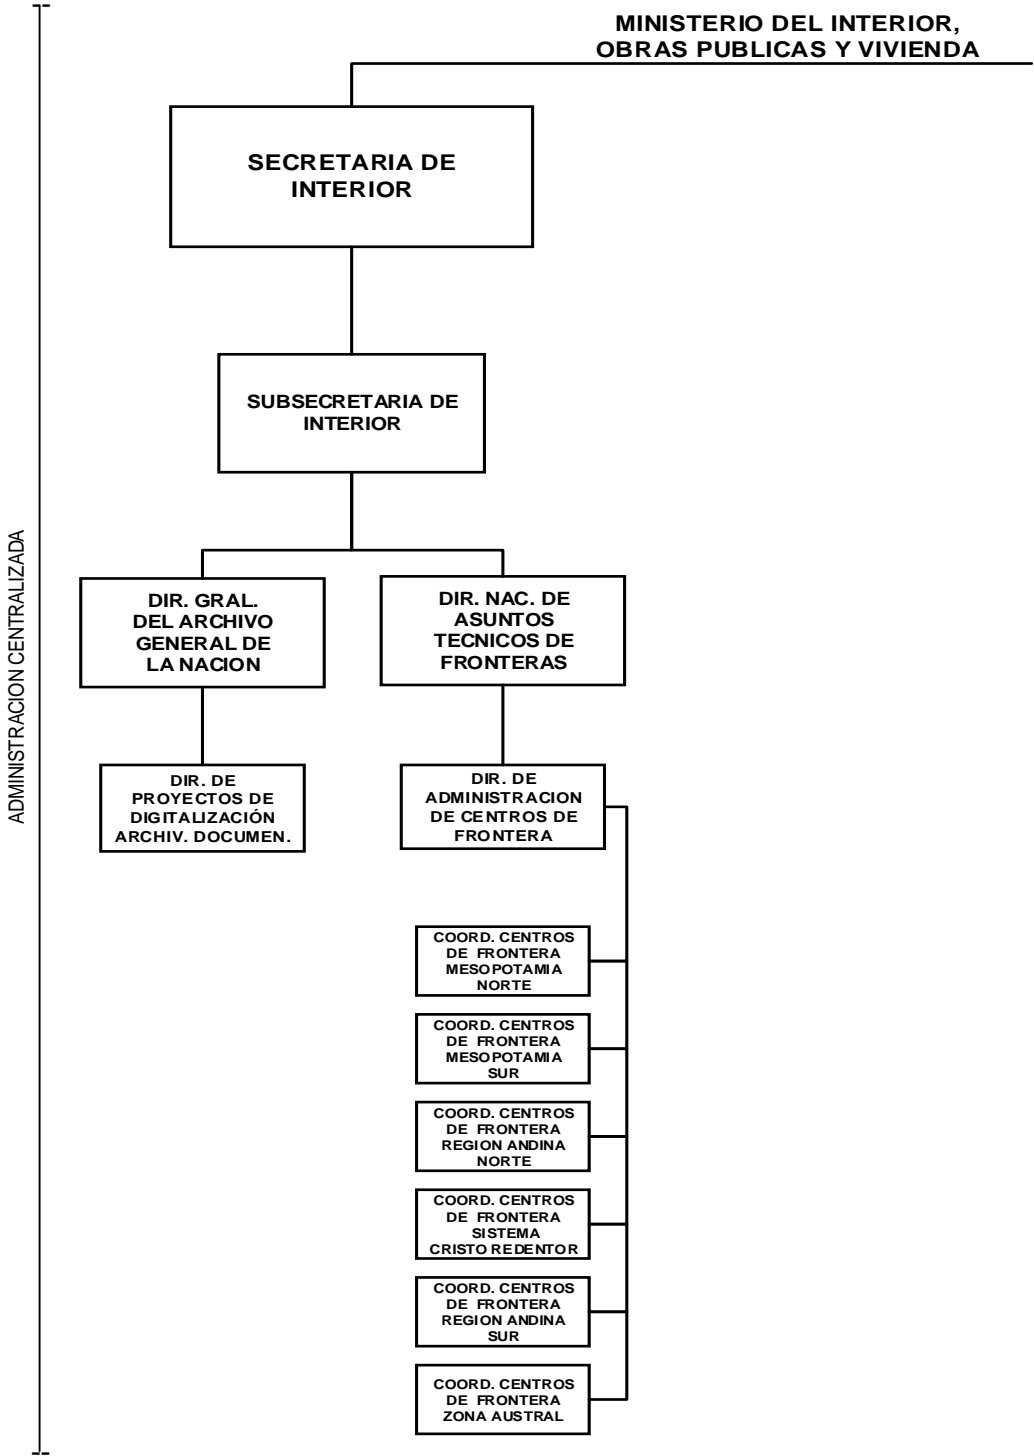 MINISTERIO DEL INTERIOR,
OBRAS PUBLICAS Y VIVIENDA
SECRETARIA DE
INTERIOR
SUBSECRETARIA DE
INTERIOR
ADMINISTRACION CENTRALIZADA
DIR. GRAL.
DEL ARCHIVO
GENERAL DE
LA NACION
DIR. NAC. DE
ASUNTOS
TECNICOS DE
FRONTERAS
DIR. DE
PROYECTOS DE
DIGITALIZACIÓN
ARCHIV. DOCUMEN.
DIR. DE
ADMINISTRACION
DE CENTROS DE
FRONTERA
COORD. CENTROS
DE FRONTERA
MESOPOTAMIA
NORTE
COORD. CENTROS
DE FRONTERA
MESOPOTAMIA
SUR
COORD. CENTROS
DE FRONTERA
REGION ANDINA
NORTE
COORD. CENTROS
DE FRONTERA
SISTEMA
CRISTO REDENTOR
COORD. CENTROS
DE FRONTERA
REGION ANDINA
SUR
COORD. CENTROS
DE FRONTERA
ZONA AUSTRAL